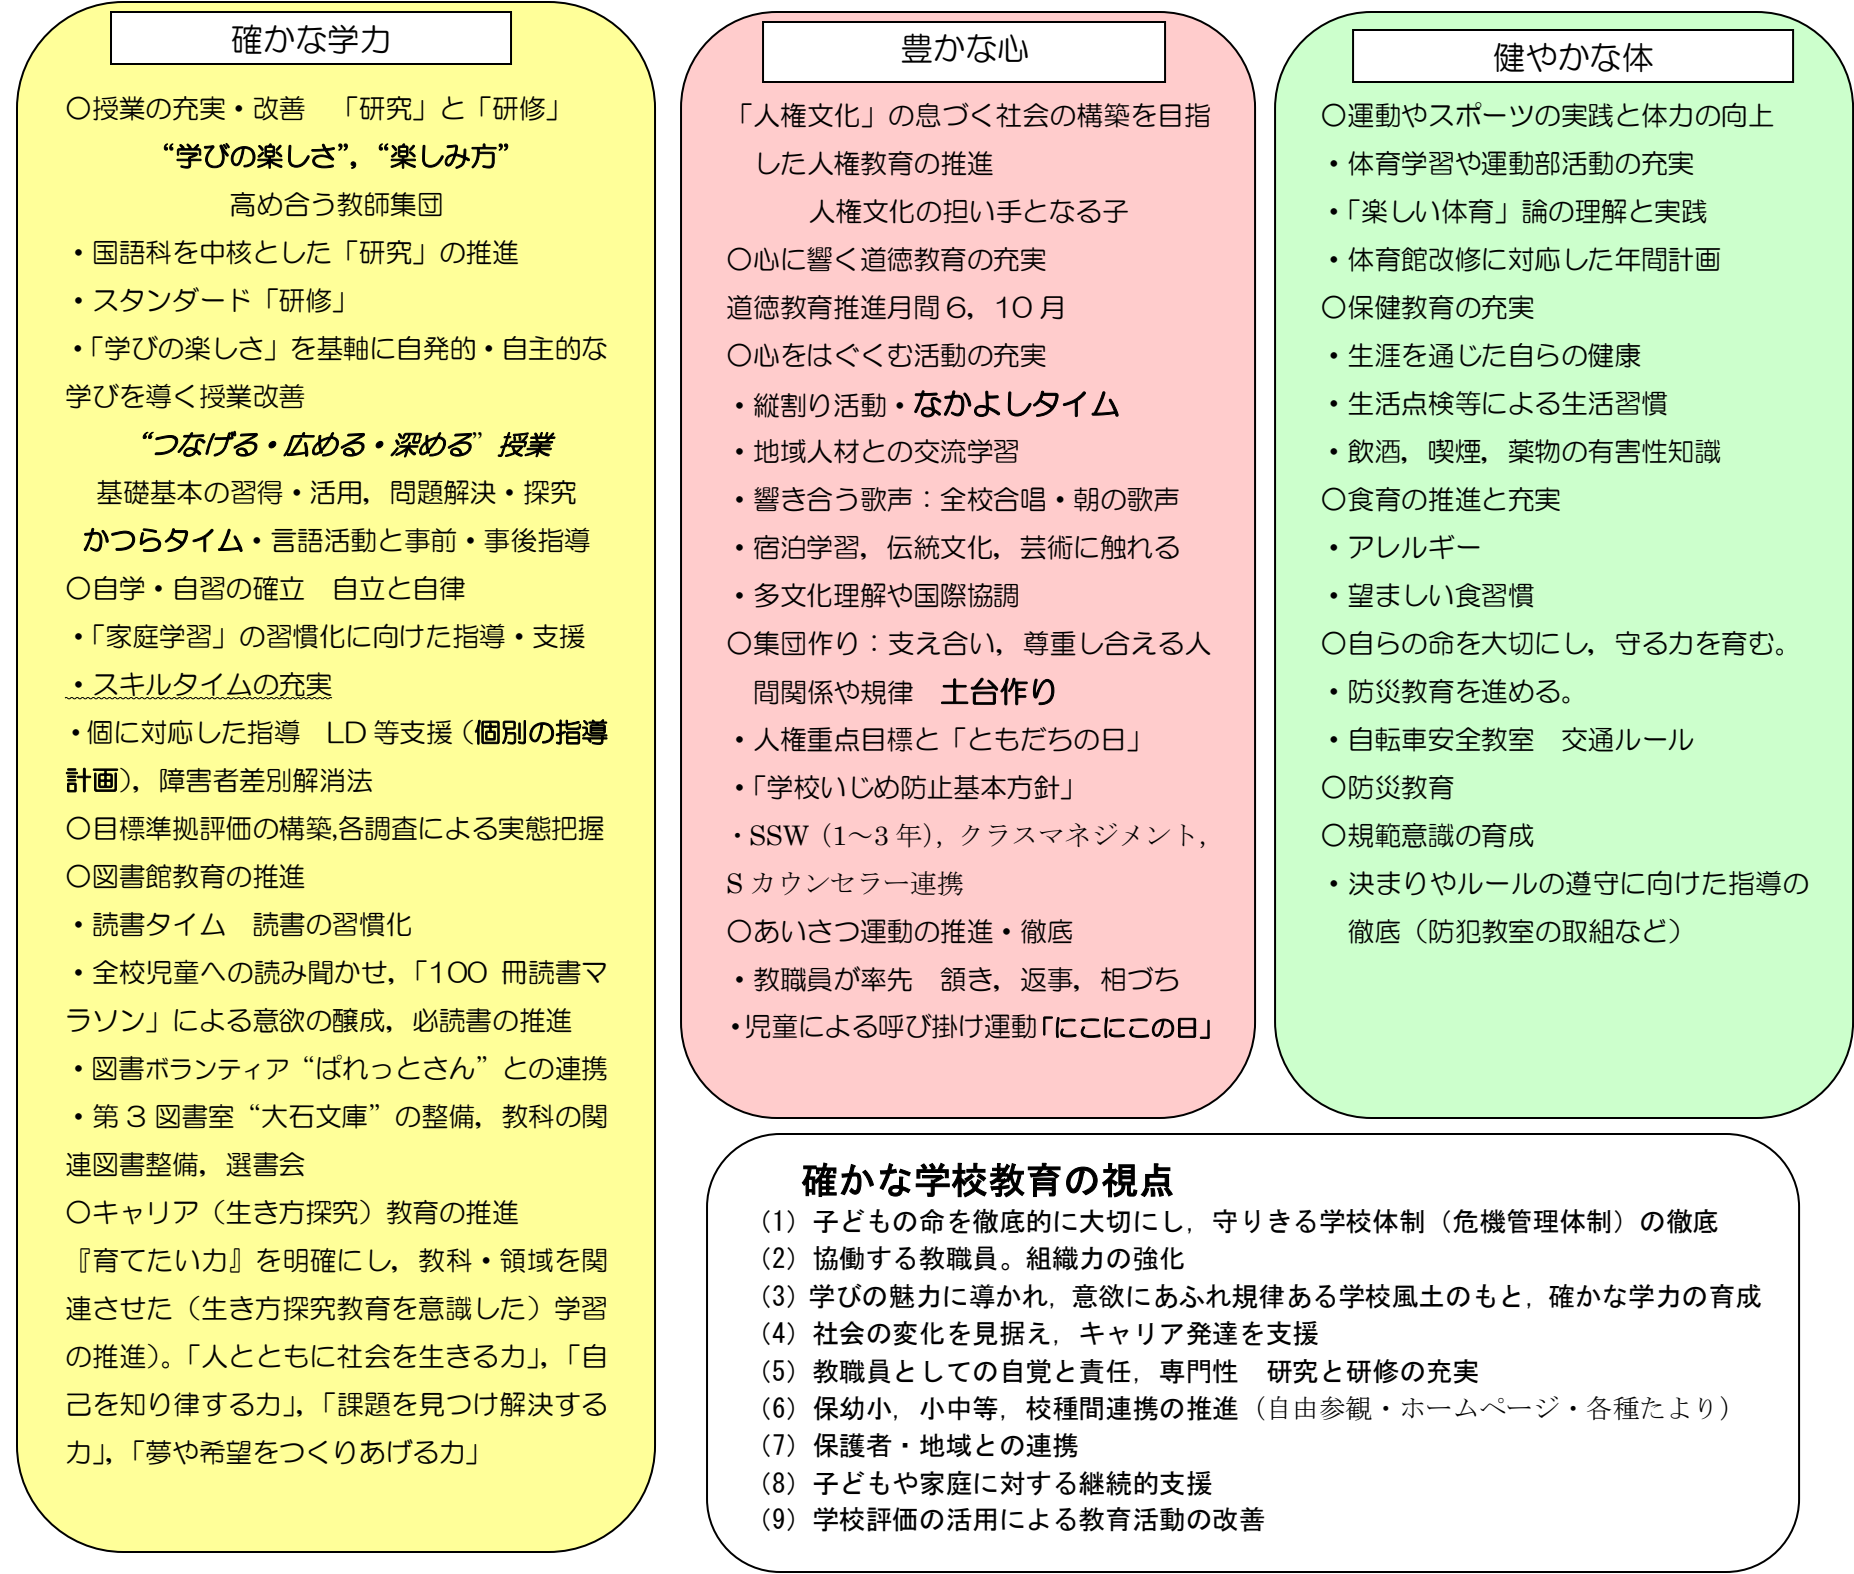 確かな学力
〇授業の充実・改善　「研究」と「研修」
“学びの楽しさ”，“楽しみ方”
高め合う教師集団
・国語科を中核とした「研究」の推進
・スタンダード「研修」
・「学びの楽しさ」を基軸に自発的・自主的な
学びを導く授業改善
“つなげる・広める・深める”授業
基礎基本の習得・活用，問題解決・探究
かつらタイム・言語活動と事前・事後指導
〇自学・自習の確立　自立と自律
・「家庭学習」の習慣化に向けた指導・支援
・スキルタイムの充実
・個に対応した指導　LD 等支援（個別の指導
計画），障害者差別解消法
〇目標準拠評価の構築,各調査による実態把握
〇図書館教育の推進
・読書タイム　読書の習慣化
・全校児童への読み聞かせ，「100 冊読書マ
ラソン」による意欲の醸成，必読書の推進
・図書ボランティア“ぱれっとさん”との連携
・第 3 図書室“大石文庫”の整備，教科の関
連図書整備，選書会
〇キャリア（生き方探究）教育の推進
『育てたい力』を明確にし，教科・領域を関
連させた（生き方探究教育を意識した）学習
の推進）。「人とともに社会を生きる力」，「自
己を知り律する力」，「課題を見つけ解決する
力」，「夢や希望をつくりあげる力」
豊かな心
「人権文化」の息づく社会の構築を目指
した人権教育の推進
人権文化の担い手となる子
〇心に響く道徳教育の充実
道徳教育推進月間 6，10 月
〇心をはぐくむ活動の充実
・縦割り活動・なかよしタイム
・地域人材との交流学習
・響き合う歌声：全校合唱・朝の歌声
・宿泊学習，伝統文化，芸術に触れる
・多文化理解や国際協調
〇集団作り：支え合い，尊重し合える人
間関係や規律　土台作り
・人権重点目標と「ともだちの日」
・「学校いじめ防止基本方針」
・SSW（1～3 年），クラスマネジメント，
S カウンセラー連携
〇あいさつ運動の推進・徹底
・教職員が率先　頷き，返事，相づち
・児童による呼び掛け運動「にこにこの日」
健やかな体
〇運動やスポーツの実践と体力の向上
・体育学習や運動部活動の充実
・「楽しい体育」論の理解と実践
・体育館改修に対応した年間計画
〇保健教育の充実
・生涯を通じた自らの健康
・生活点検等による生活習慣
・飲酒，喫煙，薬物の有害性知識
〇食育の推進と充実
・アレルギー
・望ましい食習慣
〇自らの命を大切にし，守る力を育む。
・防災教育を進める。
・自転車安全教室　交通ルール
〇防災教育
〇規範意識の育成
・決まりやルールの遵守に向けた指導の
徹底（防犯教室の取組など）
確かな学校教育の視点
（1）子どもの命を徹底的に大切にし，守りきる学校体制（危機管理体制）の徹底
（2）協働する教職員。組織力の強化
（3）学びの魅力に導かれ，意欲にあふれ規律ある学校風土のもと，確かな学力の育成
（4）社会の変化を見据え，キャリア発達を支援
（5）教職員としての自覚と責任，専門性　研究と研修の充実
（6）保幼小，小中等，校種間連携の推進（自由参観・ホームページ・各種たより）
（7）保護者・地域との連携
（8）子どもや家庭に対する継続的支援
（9）学校評価の活用による教育活動の改善